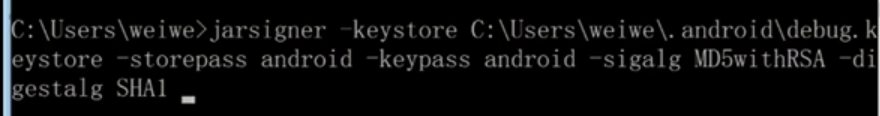 C:\Users\weiwe>jarsigner -keystore C:\Users\weiwe\.android\debug.k
eystore -storepass android -keypass android -sigalg MD5withRSA -di
gestalg SHA1